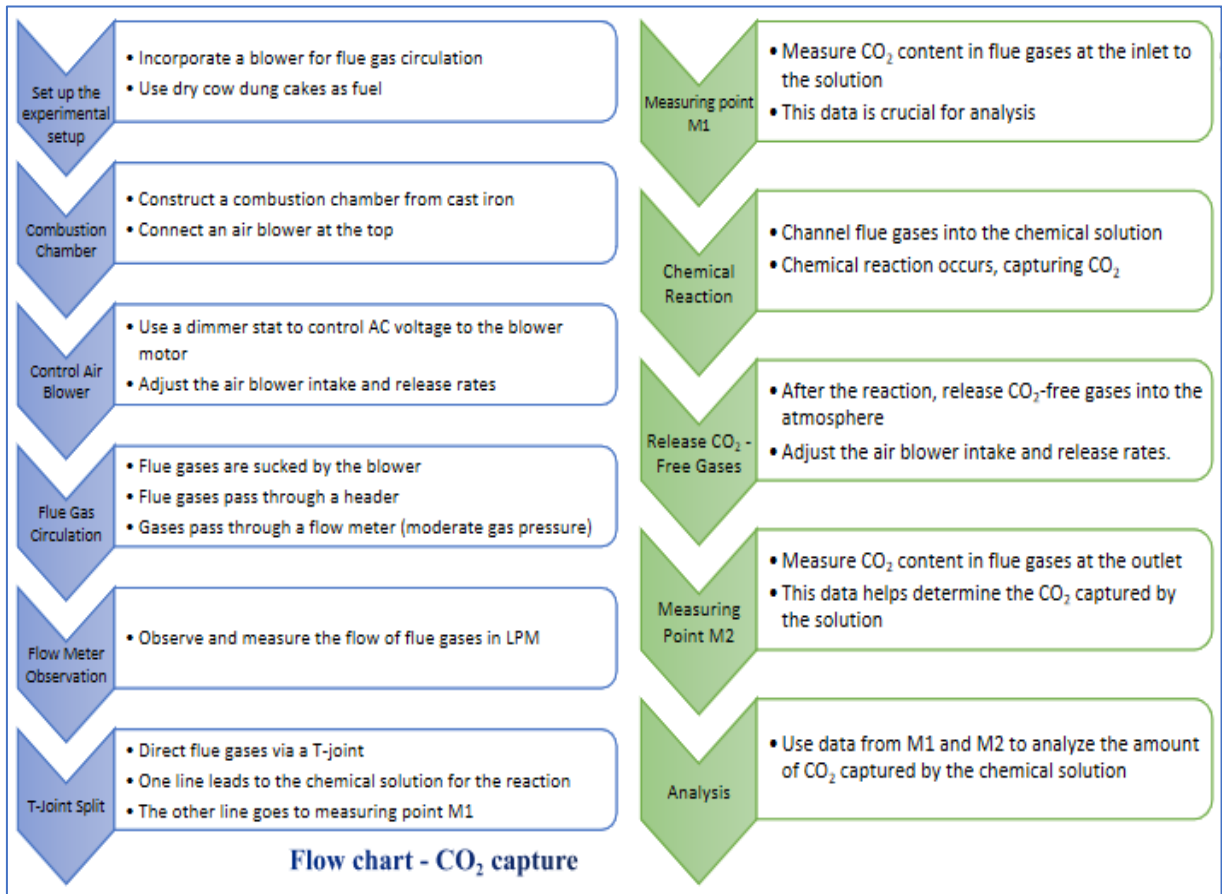 Set up the
experimental
setup
• Incorporate a blower for flue gas circulation
• Use dry cow dung cakes as fuel
Combustion
Chamber
• Construct a combustion chamber from cast iron
• Connect an air blower at the top
Control Air
Blower
• Use a dimmer stat to control AC voltage to the blower
motor
• Adjust the air blower intake and release rates
Flue Gas
Circulation
• Flue gases are sucked by the blower
• Flue gases pass through a header
• Gases pass through a flow meter (moderate gas pressure)
Flow Meter
Observation
• Observe and measure the flow of flue gases in LPM
T-Joint Split
• Direct flue gases via a T-joint
• One line leads to the chemical solution for the reaction
• The other line goes to measuring point M1
Measuring point
M1
• Measure CO₂ content in flue gases at the inlet to
the solution
• This data is crucial for analysis
Chemical
Reaction
• Channel flue gases into the chemical solution
• Chemical reaction occurs, capturing CO₂
Release CO₂ -
Free Gases
• After the reaction, release CO₂-free gases into the
atmosphere
• Adjust the air blower intake and release rates.
Measuring
Point M2
• Measure CO₂ content in flue gases at the outlet
• This data helps determine the CO₂ captured by
the solution
Analysis
• Use data from M1 and M2 to analyze the amount
of CO₂ captured by the chemical solution
Flow chart - CO₂ capture